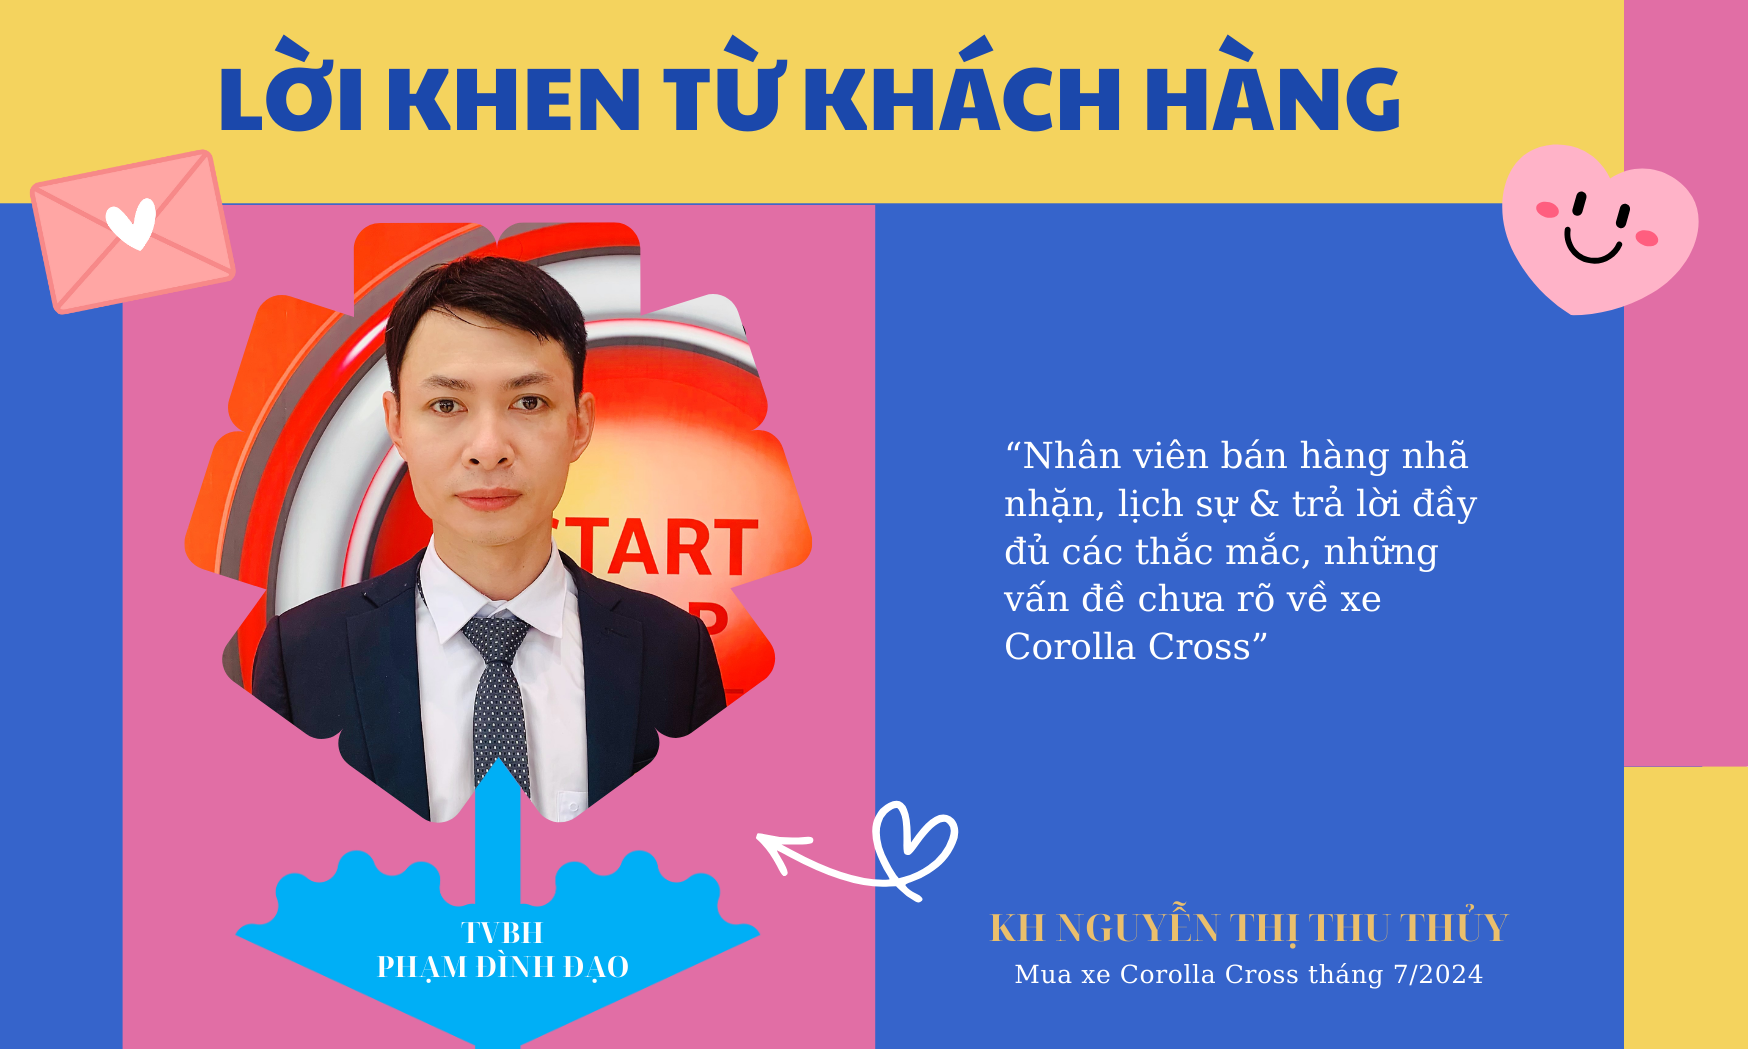 LỜI KHEN TỪ KHÁCH HÀNG
TART
P
“Nhân viên bán hàng nhã
nhặn, lịch sự & trả lời đầy
đủ các thắc mắc, những
vấn đề chưa rõ về xe
Corolla Cross”
TVBH
PHẠM ĐÌNH ĐẠO
KH NGUYỄN THỊ THU THỦY
Mua xe Corolla Cross tháng 7/2024